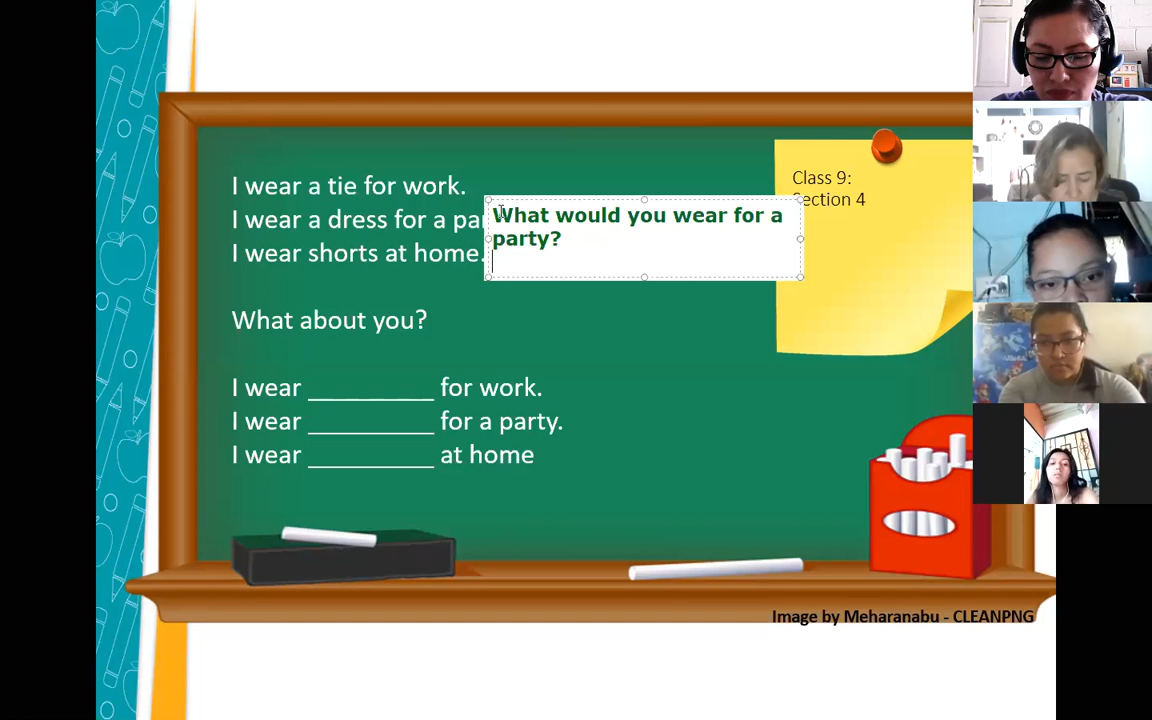 I wear a tie for work.
I wear a dress for a par
I wear shorts at home.
What would you wear for a
party?
What about you?
I wear __________ for work.
I wear __________ for a party.
I wear __________ at home
Class 9:
Section 4
Image by Meharanabu - CLEANPNG